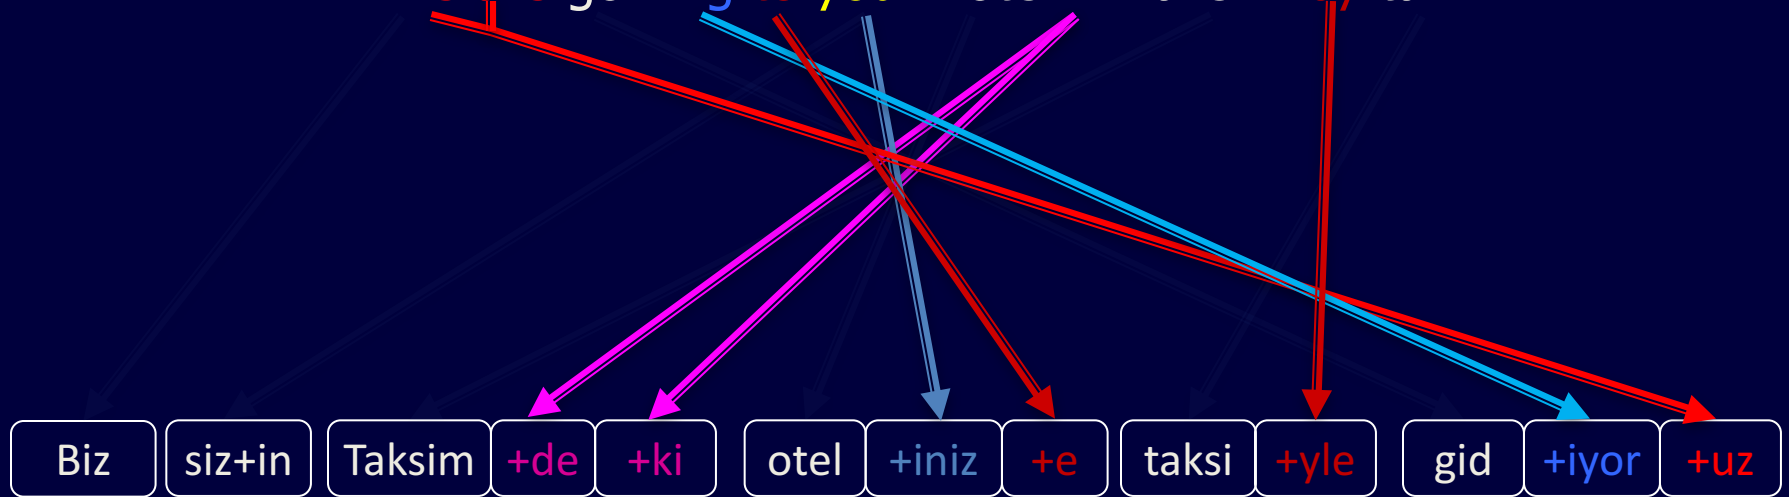 Biz siz+in Taksim +de +ki otel +iniz +e taksi +yle gid +iyor +uz